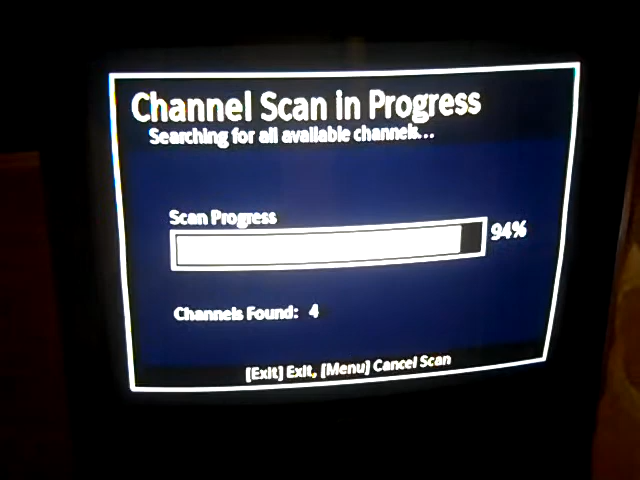 Channel Scan in Progress
Searching for all available channels...
Scan Progress
94%
Channels Found: 4
[Exit] Exit, [Menu] Cancel Scan